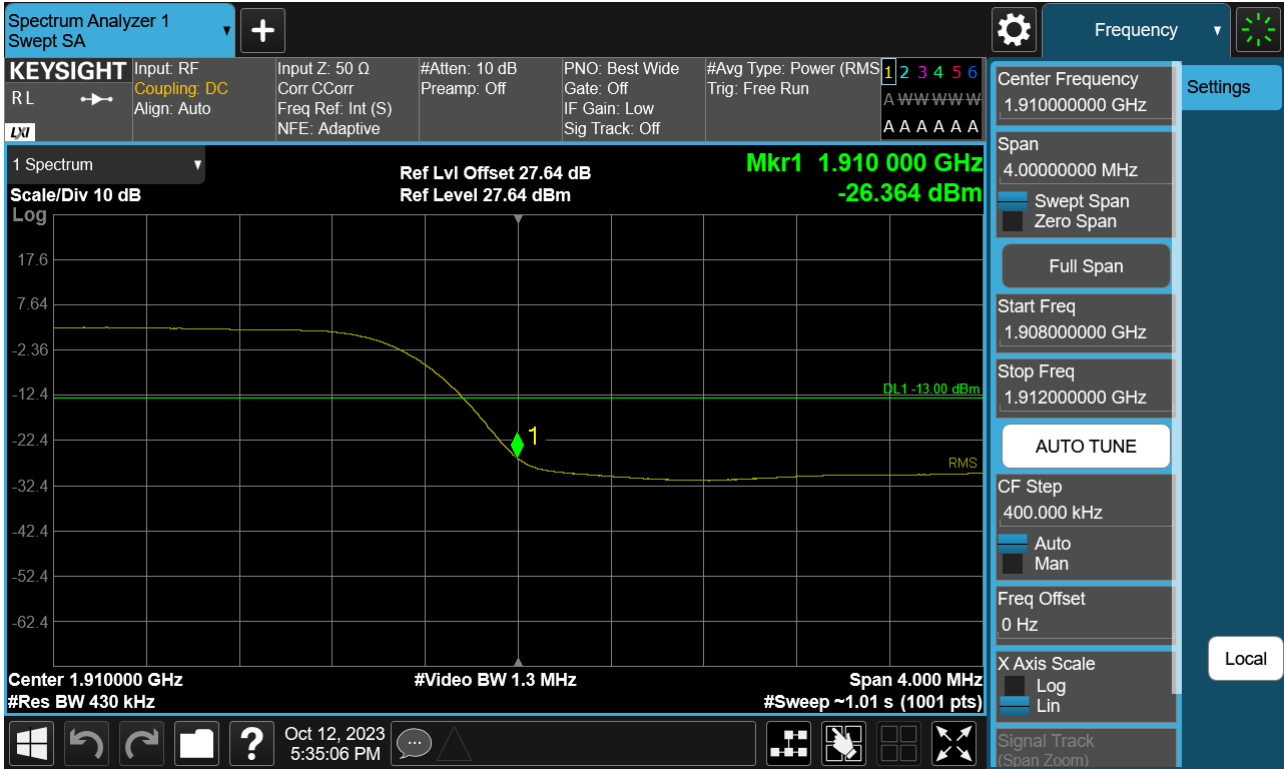 Spectrum Analyzer 1
Swept SA
+
Frequency
KEYSIGHT
R L
LXI
Input: RF
Coupling: DC
Align: Auto
Input Z: 50 Ω
Corr CCorr
Freq Ref: Int (S)
NFE: Adaptive
#Atten: 10 dB
Preamp: Off
PNO: Best Wide
Gate: Off
IF Gain: Low
Sig Track: Off
#Avg Type: Power (RMS
Trig: Free Run
1 2 3 4 5 6
A W W W W W
A A A A A A
1 Spectrum
Scale/Div 10 dB
Log
Ref Lvl Offset 27.64 dB
Ref Level 27.64 dBm
Mkr1 1.910 000 GHz
-26.364 dBm
17.6
7.64
-2.36
-12.4
-22.4
-32.4
-42.4
-52.4
-62.4
DL1 -13.00 dBm
1
RMS
Center 1.910000 GHz
#Res BW 430 kHz
#Video BW 1.3 MHz
Span 4.000 MHz
#Sweep ~1.01 s (1001 pts)
Center Frequency
1.910000000 GHz
Span
4.00000000 MHz
Swept Span
Zero Span
Full Span
Start Freq
1.908000000 GHz
Stop Freq
1.912000000 GHz
AUTO TUNE
CF Step
400.000 kHz
Auto
Man
Freq Offset
0 Hz
X Axis Scale
Log
Lin
Signal Track
(Span Zoom)
Settings
Local
?
Oct 12, 2023
5:35:06 PM
...